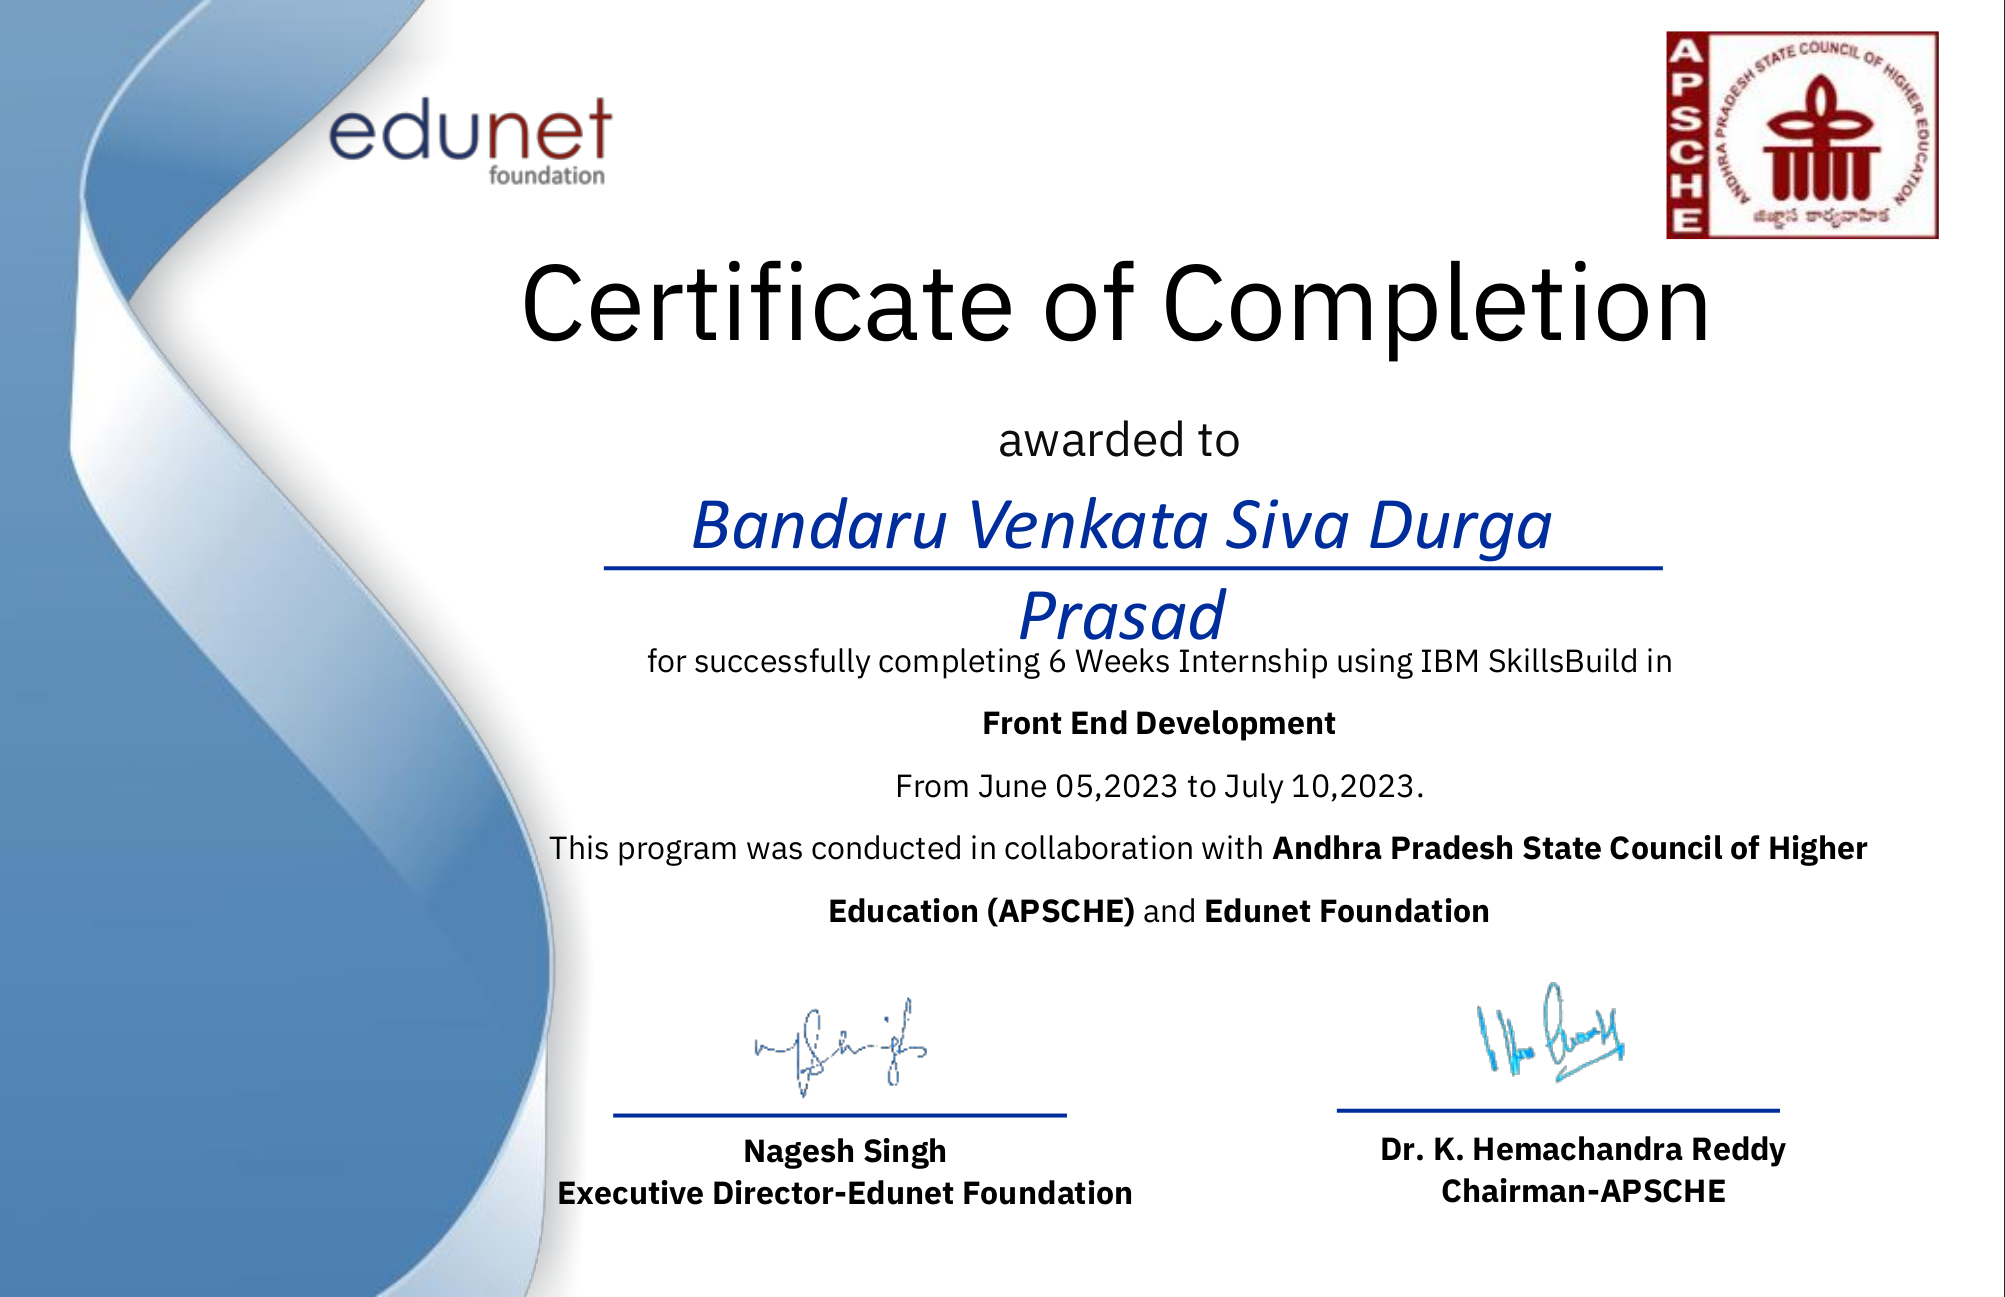 edunet
foundation
APSCHE
ANDHRA PRADESH STATE COUNCIL OF HIGHER EDUCATION
జిజ్ఞాస కార్యవాహిక
Certificate of Completion
awarded to
Bandaru Venkata Siva Durga
Prasad
for successfully completing 6 Weeks Internship using IBM SkillsBuild in
Front End Development
From June 05,2023 to July 10,2023.
This program was conducted in collaboration with Andhra Pradesh State Council of Higher
Education (APSCHE) and Edunet Foundation
Nagesh Singh
Executive Director-Edunet Foundation
Dr. K. Hemachandra Reddy
Chairman-APSCHE